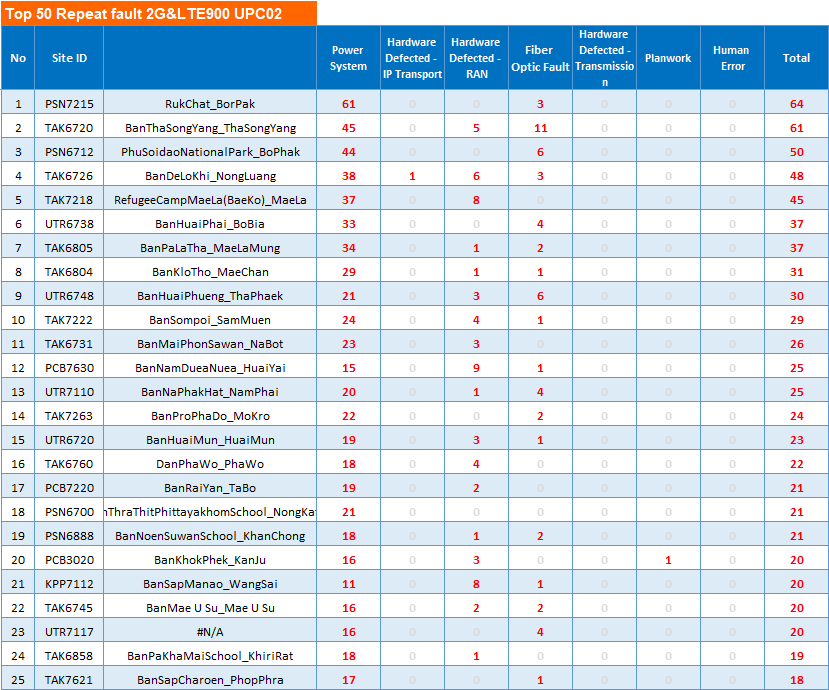 Top 50 Repeat fault 2G&LTE900 UPC02
No Site ID Power System Hardware Defected - IP Transport Hardware Defected - RAN Fiber Optic Fault Hardware Defected - Transmission Planwork Human Error Total
1 PSN7215 RukChat_BorPak 61 0 0 3 0 0 0 64
2 TAK6720 BanThaSongYang_ThaSongYang 45 0 5 11 0 0 0 61
3 PSN6712 PhuSoidaoNationalPark_BoPhak 44 0 0 6 0 0 0 50
4 TAK6726 BanDeLoKhi_NongLuang 38 1 6 3 0 0 0 48
5 TAK7218 RefugeeCampMaeLa(BaeKo)_MaeLa 37 0 8 0 0 0 0 45
6 UTR6738 BanHuaiPhai_BoBia 33 0 0 4 0 0 0 37
7 TAK6805 BanPaLaTha_MaeLaMung 34 0 1 2 0 0 0 37
8 TAK6804 BanKloTho_MaeChan 29 0 1 1 0 0 0 31
9 UTR6748 BanHuaiPhueng_ThaPhaek 21 0 3 6 0 0 0 30
10 TAK7222 BanSompoi_SamMuen 24 0 4 1 0 0 0 29
11 TAK6731 BanMaiPhonSawan_NaBot 23 0 3 0 0 0 0 26
12 PCB7630 BanNamDueaNuea_HuaiYai 15 0 9 1 0 0 0 25
13 UTR7110 BanNaPhakHat_NamPhai 20 0 1 4 0 0 0 25
14 TAK7263 BanProPhaDo_MoKro 22 0 0 2 0 0 0 24
15 UTR6720 BanHuaiMun_HuaiMun 19 0 3 1 0 0 0 23
16 TAK6760 DanPhaWo_PhaWo 18 0 4 0 0 0 0 22
17 PCB7220 BanRaiYan_TaBo 19 0 2 0 0 0 0 21
18 PSN6700 nThraThitPhittayakhomSchool_NongKat 21 0 0 0 0 0 0 21
19 PSN6888 BanNoenSuwanSchool_KhanChong 18 0 1 2 0 0 0 21
20 PCB3020 BanKhokPhek_KanJu 16 0 3 0 0 1 0 20
21 KPP7112 BanSapManao_WangSai 11 0 8 1 0 0 0 20
22 TAK6745 BanMae U Su_Mae U Su 16 0 2 2 0 0 0 20
23 UTR7117 #N/A 16 0 0 4 0 0 0 20
24 TAK6858 BanPaKhaMaiSchool_KhiriRat 18 0 1 0 0 0 0 19
25 TAK7621 BanSapCharoen_PhopPhra 17 0 0 1 0 0 0 18